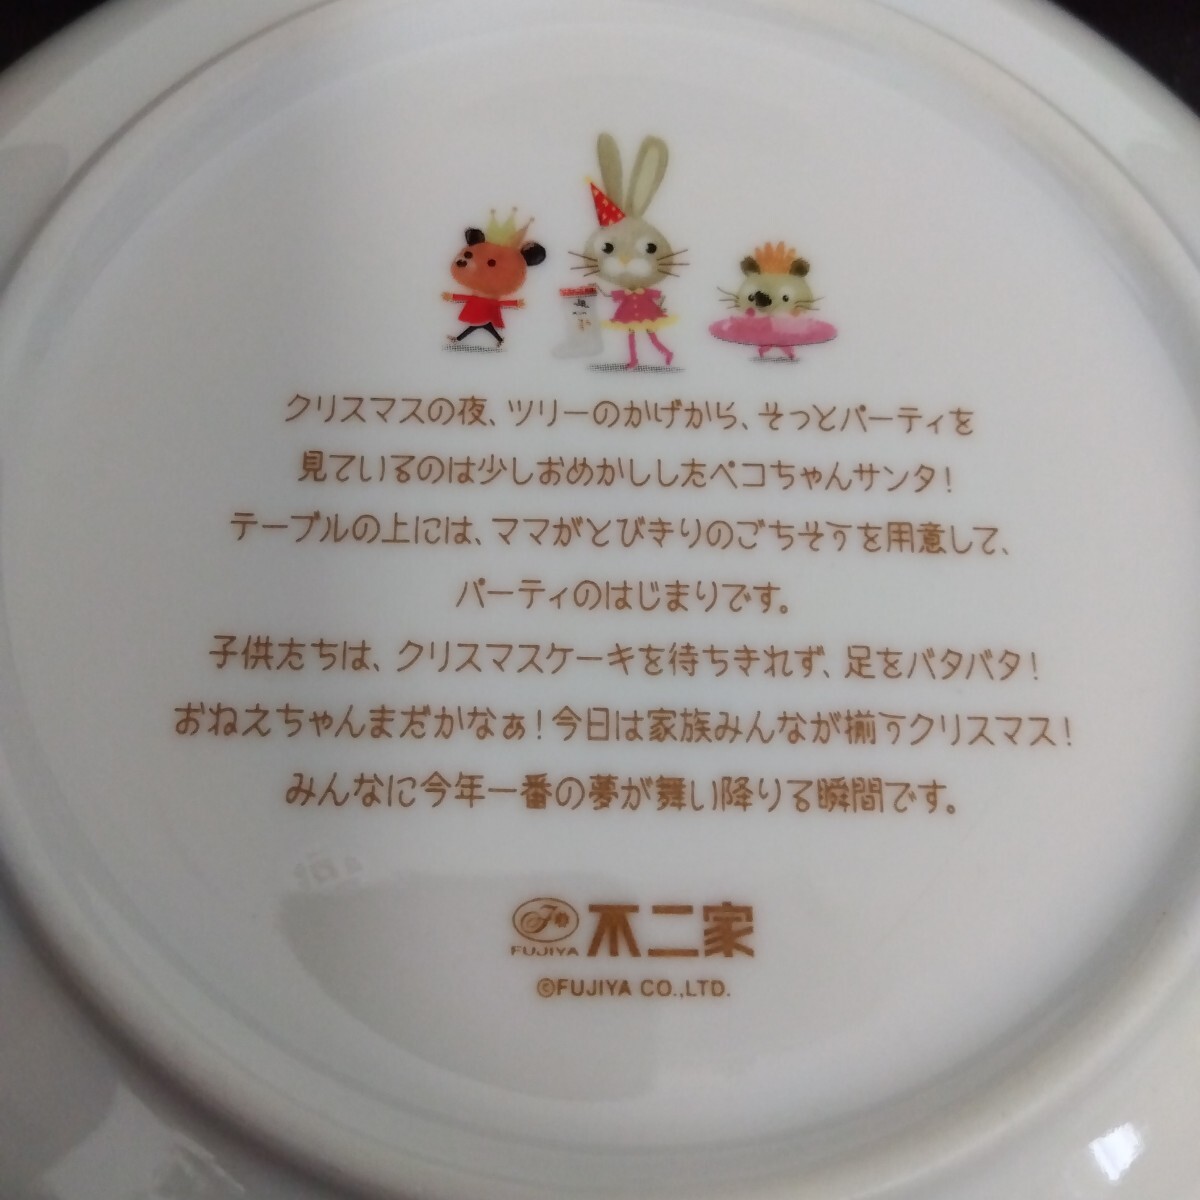 クリスマスの夜、ツリーのかげから、そっとパーティを
見ているのは少しおめかししたペコちゃんサンタ！
テーブルの上には、ママがとびきりのごちそうを用意して、
パーティのはじまりです。
子供たちは、クリスマスケーキを待ちきれず、足をバタバタ！
おねえちゃんまだかなぁ！今日は家族みんなが揃うクリスマス！
みんなに今年一番の夢が舞い降りる瞬間です。
FUJIYA 不二家
©FUJIYA CO.,LTD.